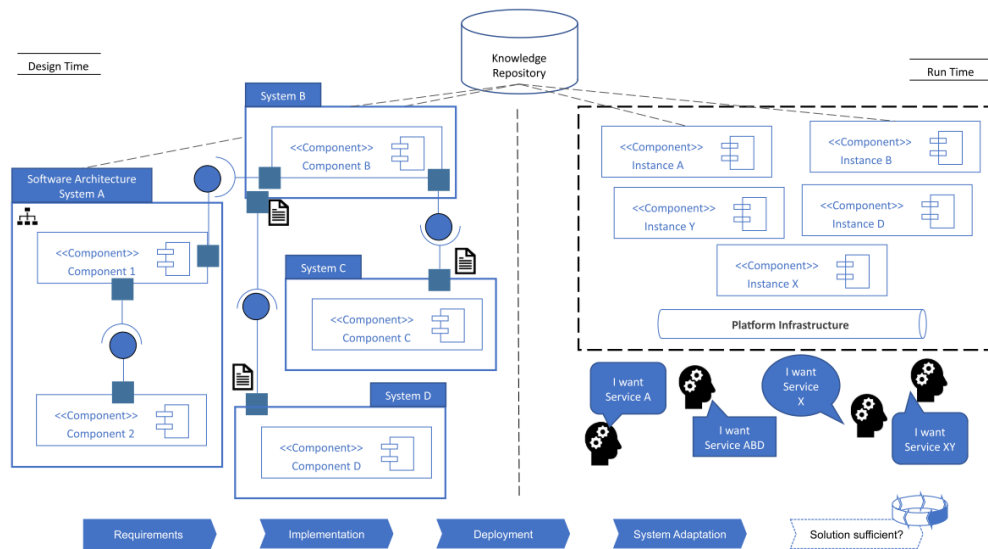 Knowledge
Repository
Design Time
Run Time
System B
<<Component>>
Component B
Software Architecture
System A
<<Component>>
Component 1
<<Component>>
Component 2
System C
<<Component>>
Component C
System D
<<Component>>
Component D
<<Component>>
Instance A
<<Component>>
Instance B
<<Component>>
Instance Y
<<Component>>
Instance D
<<Component>>
Instance X
Platform Infrastructure
I want
Service A
I want
Service ABD
I want
Service
X
I want
Service XY
Requirements
Implementation
Deployment
System Adaptation
Solution sufficient?